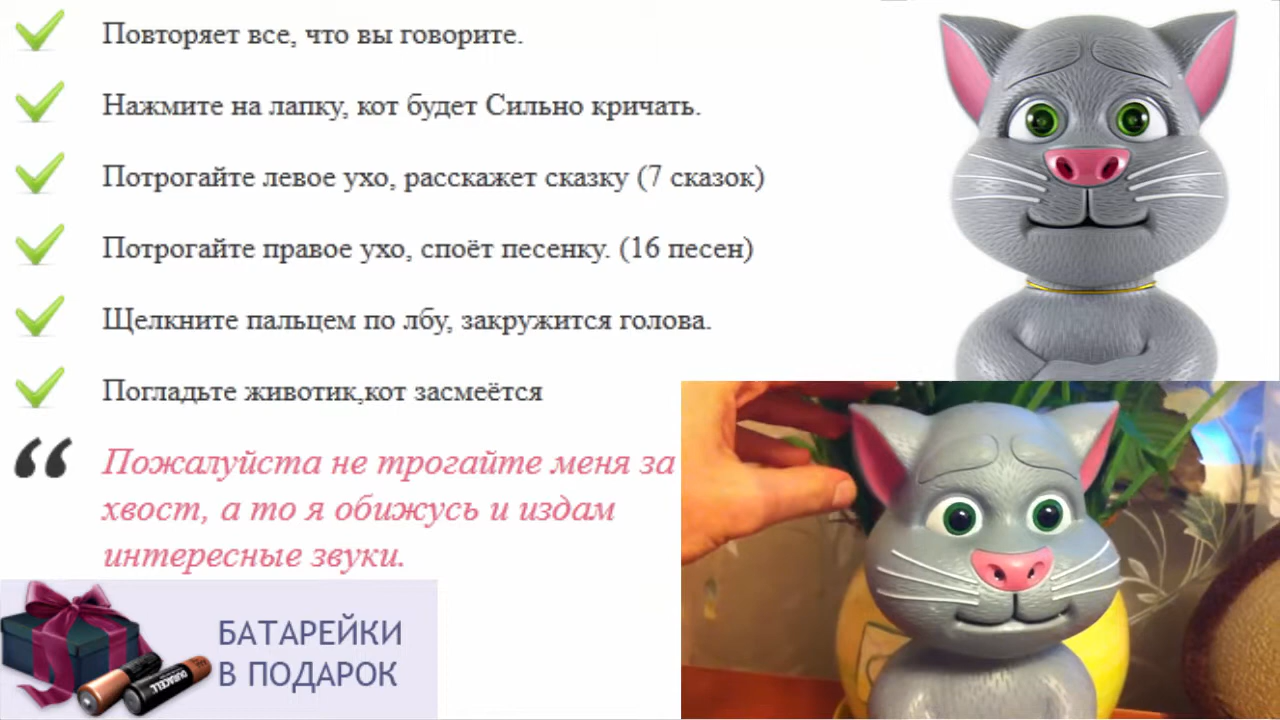 Повторяет все, что вы говорите.
Нажмите на лапку, кот будет Сильно кричать.
Потрогайте левое ухо, расскажет сказку (7 сказок)
Потрогайте правое ухо, споёт песенку. (16 песен)
Щелкните пальцем по лбу, закружится голова.
Погладьте животик,кот засмеётся
“ Пожалуйста не трогайте меня за
хвост, а то я обижусь и издам
интересные звуки.
БАТАРЕЙКИ
В ПОДАРОК
DURACELL